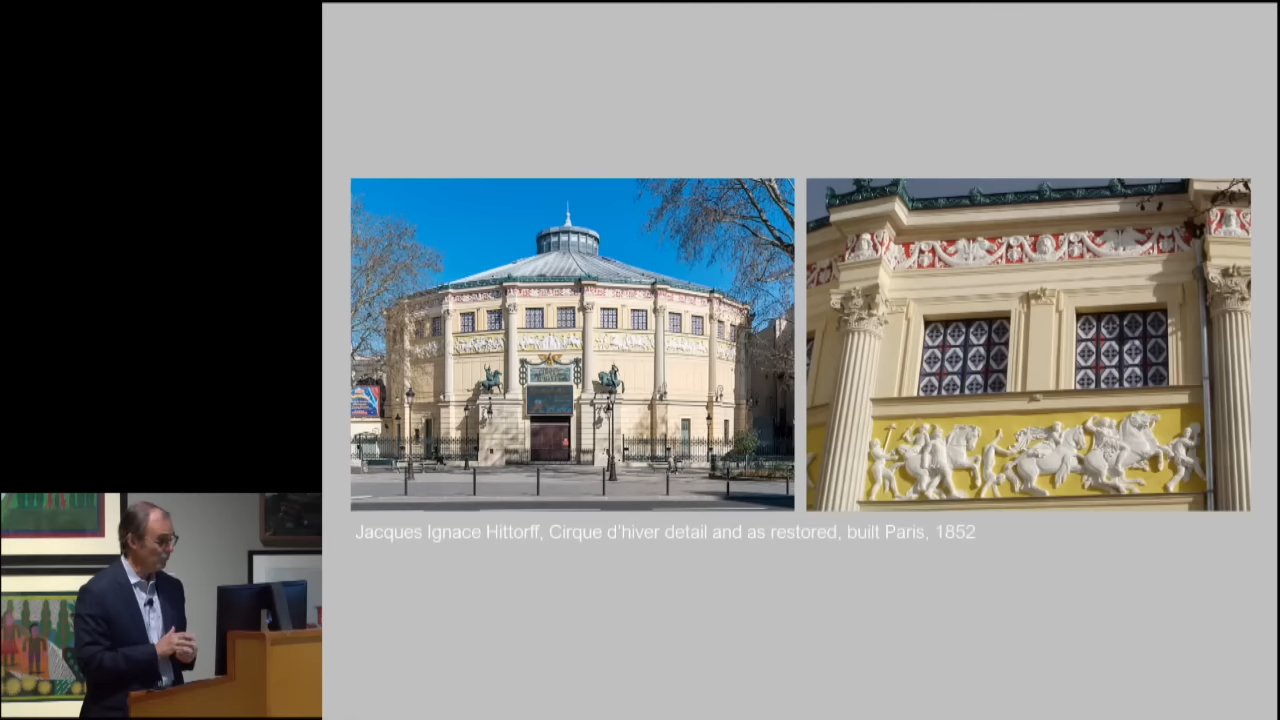 Jacques Ignace Hittorff, Cirque d'hiver detail and as restored, built Paris, 1852